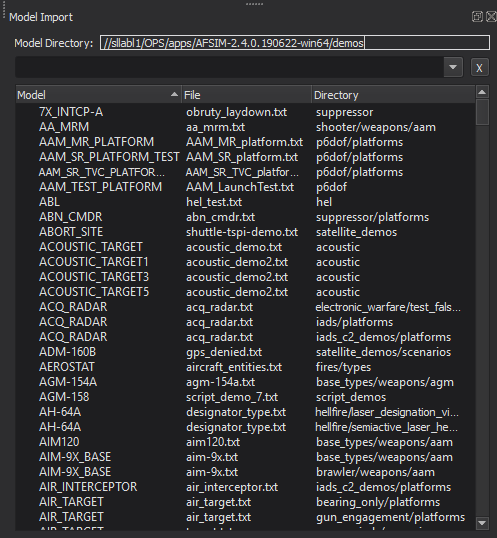 Model Import
Model Directory: //sllabl1/OPS/apps/AFSIM-2.4.0.190622-win64/demos
X
Model File Directory
7X_INTCP-A obruty_laydown.txt suppressor
AA_MRM aa_mrm.txt shooter/weapons/aam
AAM_MR_PLATFORM AAM_MR_platform.txt p6dof/platforms
AAM_SR_PLATFORM_TEST AAM_SR_platform.txt p6dof/platforms
AAM_SR_TVC_PLATFOR... AAM_SR_TVC_platfor... p6dof/platforms
AAM_TEST_PLATFORM AAM_LaunchTest.txt p6dof
ABL hel_test.txt hel
ABN_CMDR abn_cmdr.txt suppressor/platforms
ABORT_SITE shuttle-tspi-demo.txt satellite_demos
ACOUSTIC_TARGET acoustic_demo.txt acoustic
ACOUSTIC_TARGET1 acoustic_demo2.txt acoustic
ACOUSTIC_TARGET3 acoustic_demo2.txt acoustic
ACOUSTIC_TARGET5 acoustic_demo2.txt acoustic
ACQ_RADAR acq_radar.txt electronic_warfare/test_fals...
ACQ_RADAR acq_radar.txt iads/platforms
ACQ_RADAR acq_radar.txt iads_c2_demos/platforms
ADM-160B gps_denied.txt satellite_demos/scenarios
AEROSTAT aircraft_entities.txt fires/types
AGM-154A agm-154a.txt base_types/weapons/agm
AGM-158 script_demo_7.txt script_demos
AH-64A designator_type.txt hellfire/laser_designation_vi...
AH-64A designator_type.txt hellfire/semiactive_laser_he...
AIM120 aim120.txt base_types/weapons/aam
AIM-9X_BASE aim-9x.txt base_types/weapons/aam
AIM-9X_BASE aim-9x.txt brawler/weapons/aam
AIR_INTERCEPTOR air_interceptor.txt iads_c2_demos/platforms
AIR_TARGET air_target.txt bearing_only/platforms
AIR_TARGET air_target.txt gun_engagement/platforms